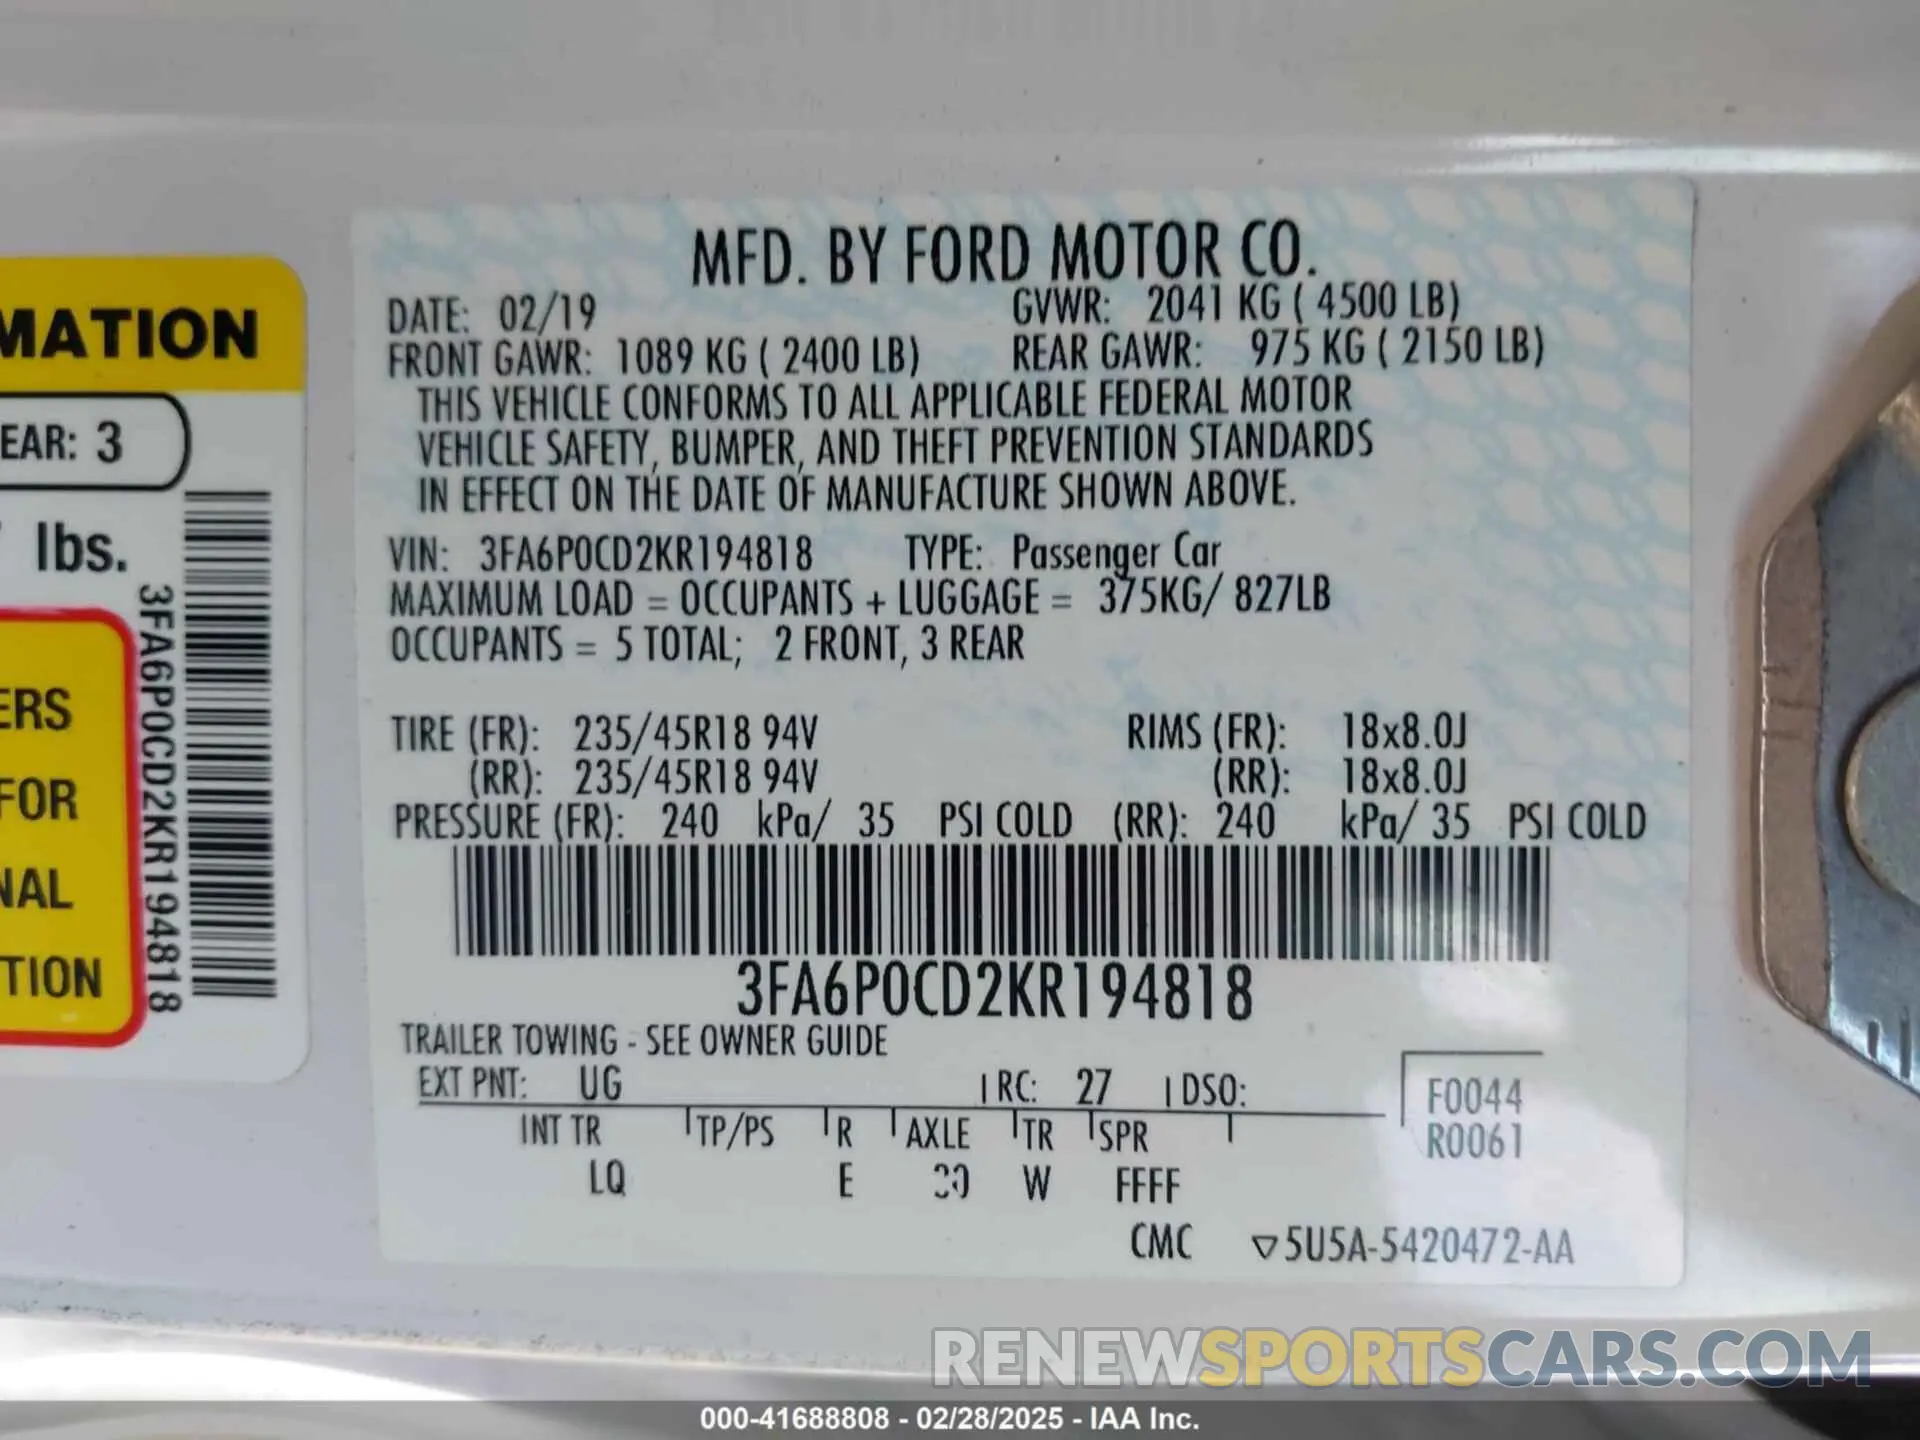 MATION
EAR: 3
lbs.
3FA6P0CD2KR194818
ERS
FOR
NAL
TION
MFD. BY FORD MOTOR CO.
DATE: 02/19 GVWR: 2041 KG ( 4500 LB)
FRONT GAWR: 1089 KG ( 2400 LB) REAR GAWR: 975 KG ( 2150 LB)
THIS VEHICLE CONFORMS TO ALL APPLICABLE FEDERAL MOTOR
VEHICLE SAFETY, BUMPER, AND THEFT PREVENTION STANDARDS
IN EFFECT ON THE DATE OF MANUFACTURE SHOWN ABOVE.
VIN: 3FA6P0CD2KR194818 TYPE: Passenger Car
MAXIMUM LOAD = OCCUPANTS + LUGGAGE = 375KG/ 827LB
OCCUPANTS = 5 TOTAL; 2 FRONT, 3 REAR
TIRE (FR): 235/45R18 94V RIMS (FR): 18x8.0J
(RR): 235/45R18 94V (RR): 18x8.0J
PRESSURE (FR): 240 kPa/ 35 PSI COLD (RR): 240 kPa/ 35 PSI COLD
3FA6P0CD2KR194818
TRAILER TOWING - SEE OWNER GUIDE
EXT PNT: UG RC: 27 DSO:
F0044
R0061
INT TR TP/PS R AXLE TR SPR
LQ E W FFFF
CMC ▽5U5A-5420472-AA
RENEWSPORTSCARS.COM
000-41688808 - 02/28/2025 - IAA Inc.